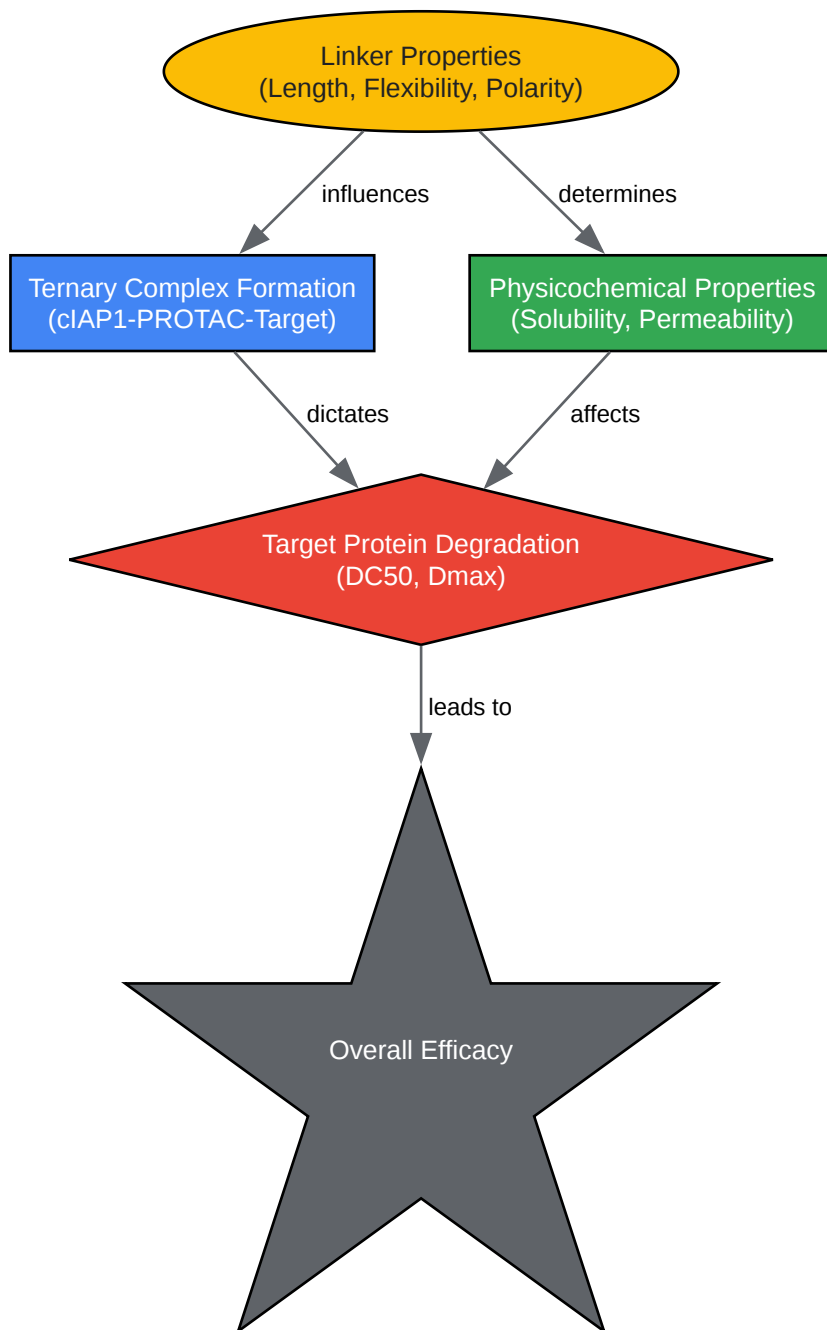 Linker Properties
(Length, Flexibility, Polarity)
influences
determines
Ternary Complex Formation
(cIAP1-PROTAC-Target)
Physicochemical Properties
(Solubility, Permeability)
dictates
affects
Target Protein Degradation
(DC50, Dmax)
leads to
Overall Efficacy